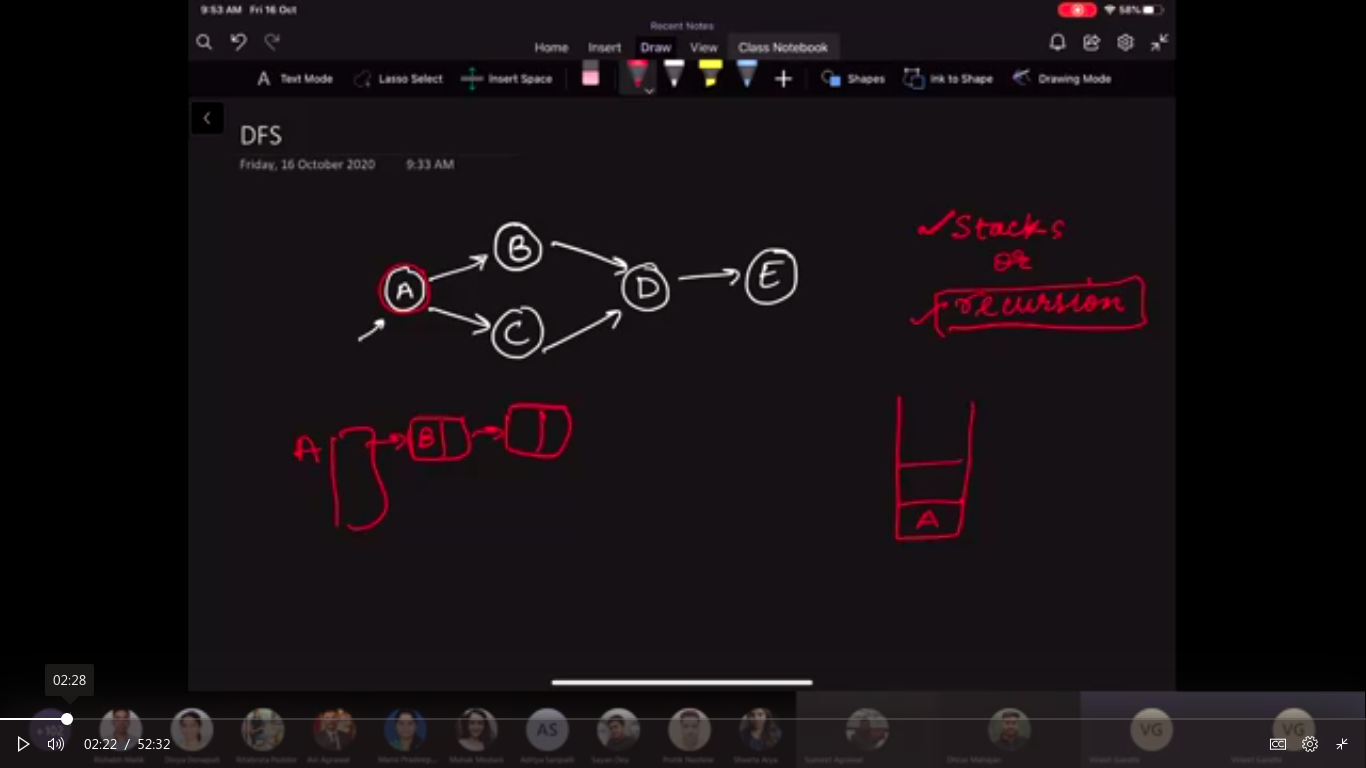 9:53 AM Fri 16 Oct
58%
Recent Notes
Home Insert Draw View Class Notebook
Text Mode Lasso Select Insert Space Shapes Ink to Shape Drawing Mode
DFS
Friday, 16 October 2020 9:33 AM
Stacks
or
recursion
B
A
D
E
C
A
B
A
02:28
+102
AS
VG
VG
02:22 / 52:32
CC